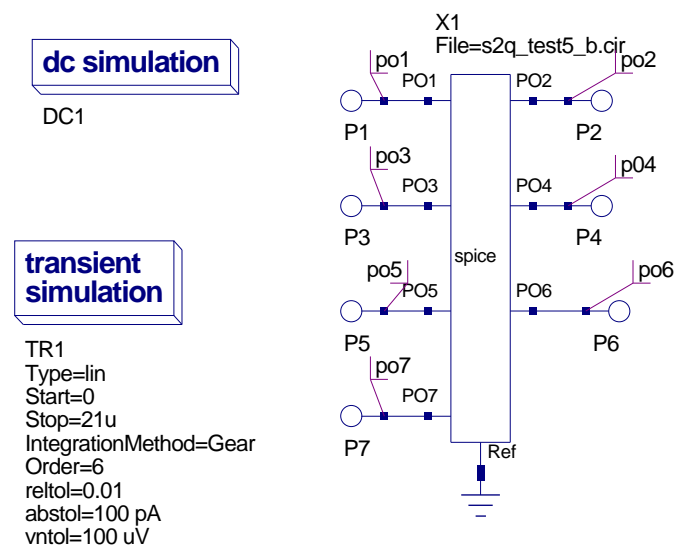 dc simulation
DC1
transient
simulation
TR1
Type=lin
Start=0
Stop=21u
IntegrationMethod=Gear
Order=6
reltol=0.01
abstol=100 pA
vntol=100 uV
X1
File=s2q_test5_b.cir
po1
PO1
PO2
po2
P1
P2
po3
PO3
PO4
p04
P3
P4
spice
po5
PO5
PO6
po6
P5
P6
po7
PO7
P7
Ref